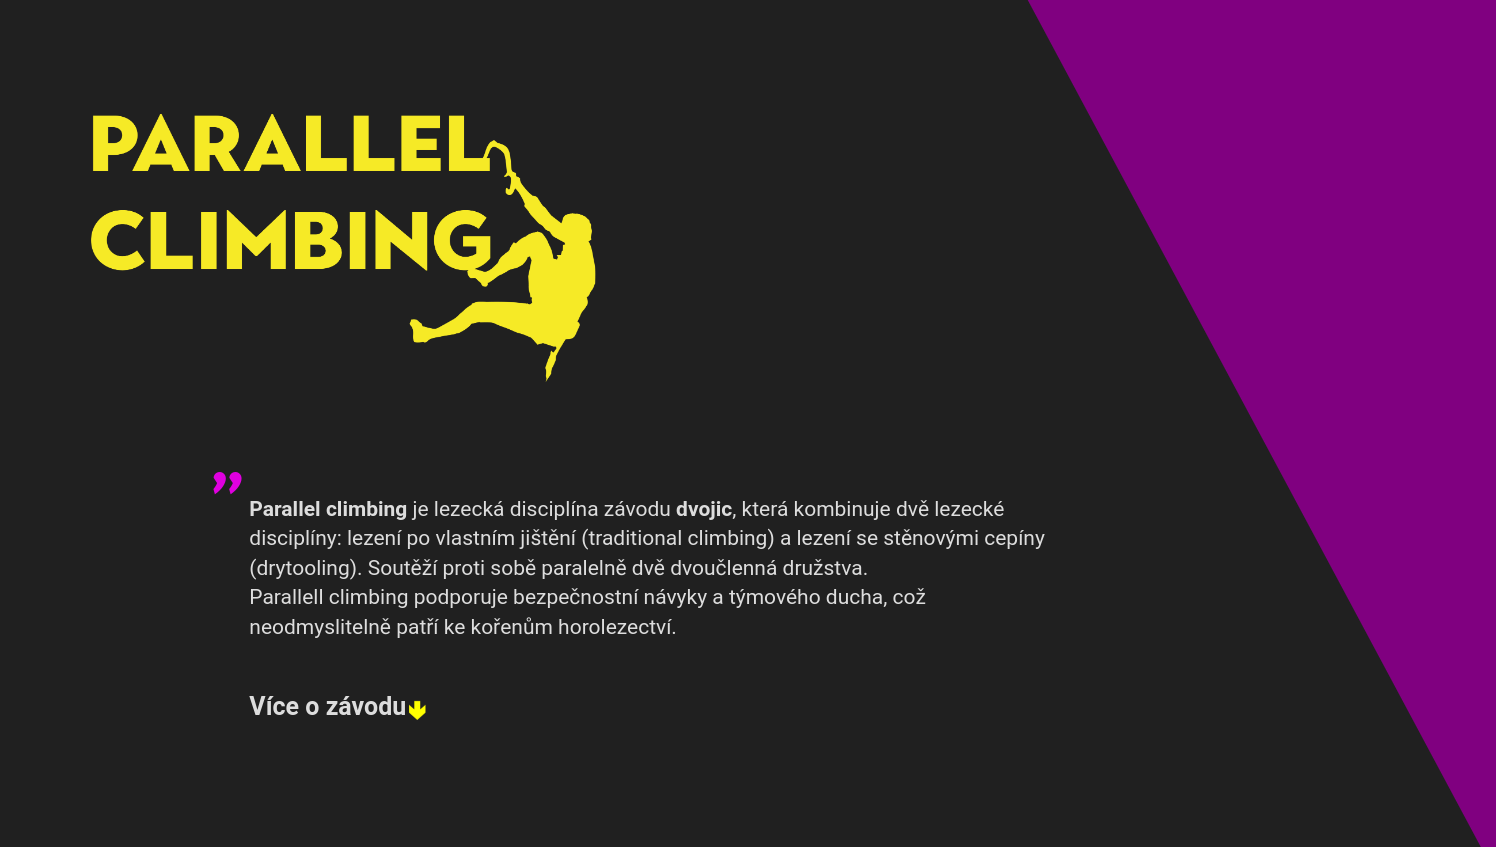 PARALLEL
CLIMBING
”
Parallel climbing je lezecká disciplína závodu dvojic, která kombinuje dvě lezecké
disciplíny: lezení po vlastním jištění (traditional climbing) a lezení se stěnovými cepíny
(drytooling). Soutěží proti sobě paralelně dvě dvoučlenná družstva.
Parallell climbing podporuje bezpečnostní návyky a týmového ducha, což
neodmyslitelně patří ke kořenům horolezectví.
Více o závodu